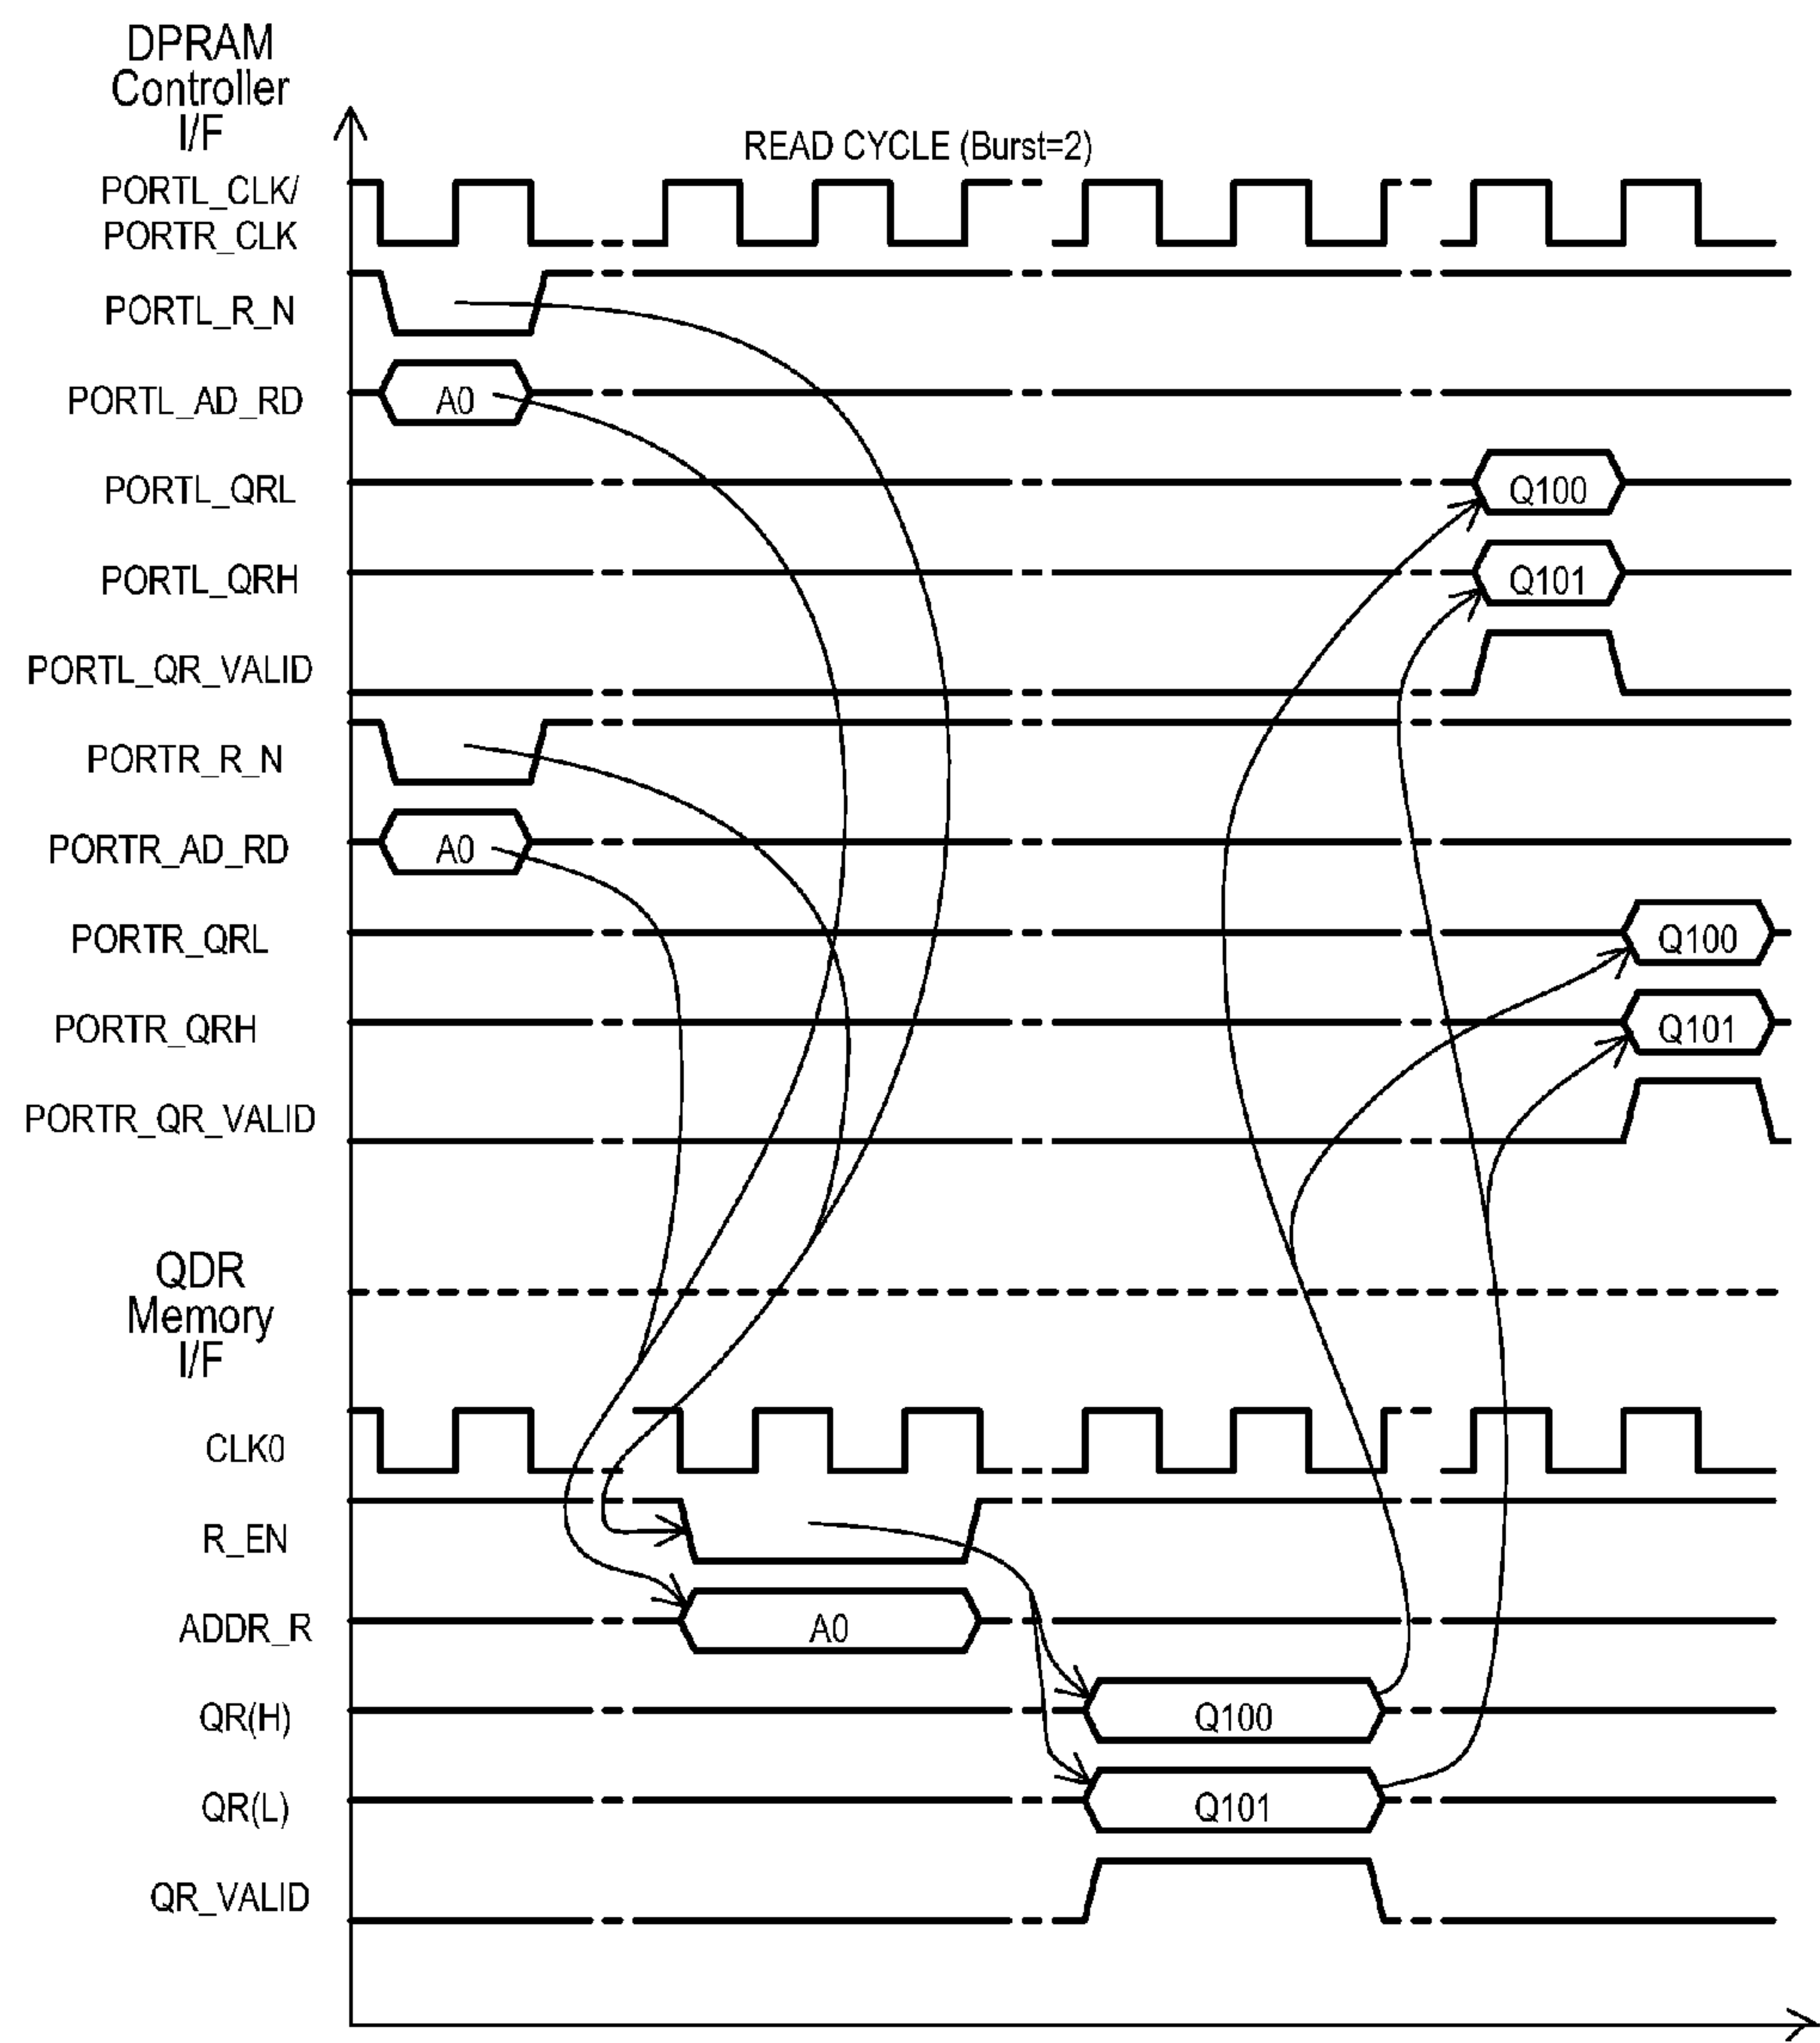 DPRAM
Controller
I/F
READ CYCLE (Burst=2)
PORTL_CLK/
PORTR_CLK
PORTL_R_N
PORTL_AD_RD
A0
PORTL_QRL
Q100
PORTL_QRH
Q101
PORTL_QR_VALID
PORTR_R_N
PORTR_AD_RD
A0
PORTR_QRL
Q100
PORTR_QRH
Q101
PORTR_QR_VALID
QDR
Memory
I/F
CLK0
R_EN
ADDR_R
A0
QR(H)
Q100
QR(L)
Q101
QR_VALID